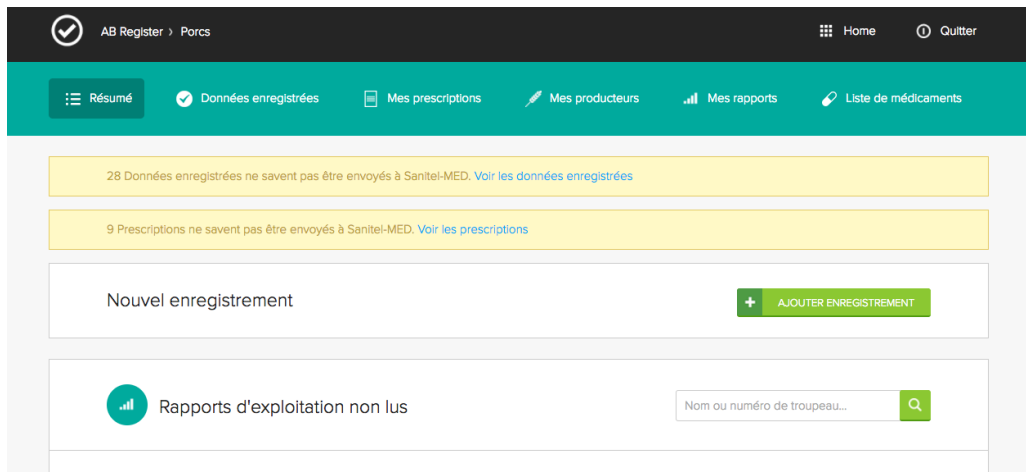 AB Register › Porcs
Home
Quitter
Résumé
Données enregistrées
Mes prescriptions
Mes producteurs
Mes rapports
Liste de médicaments
28 Données enregistrées ne savent pas être envoyés à Sanitel-MED. Voir les données enregistrées
9 Prescriptions ne savent pas être envoyés à Sanitel-MED. Voir les prescriptions
Nouvel enregistrement
+ AJOUTER ENREGISTREMENT
Rapports d'exploitation non lus
Nom ou numéro de troupeau...